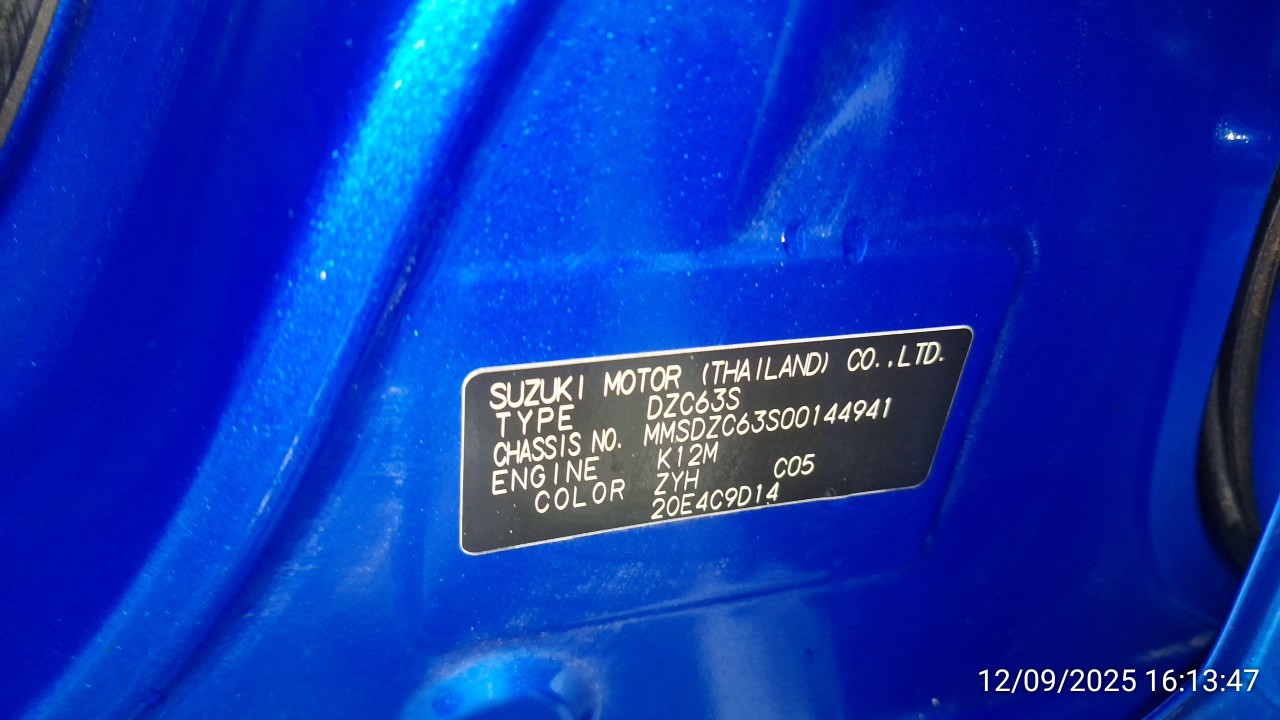 SUZUKI MOTOR (THAILAND) CO.,LTD.
TYPE DZC63S
CHASSIS NO. MMSDZC63S00144941
ENGINE K12M
COLOR ZYH C05
20E4C9D14
12/09/2025 16:13:47